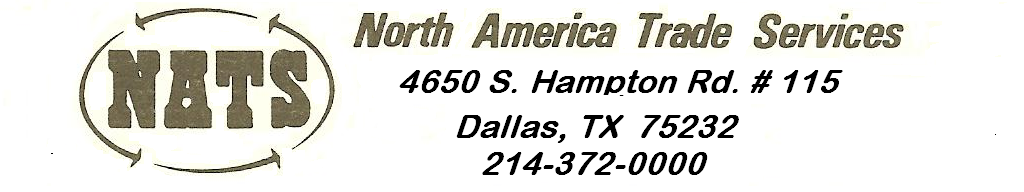 NATS
North America Trade Services
4650 S. Hampton Rd. # 115
Dallas, TX 75232
214-372-0000